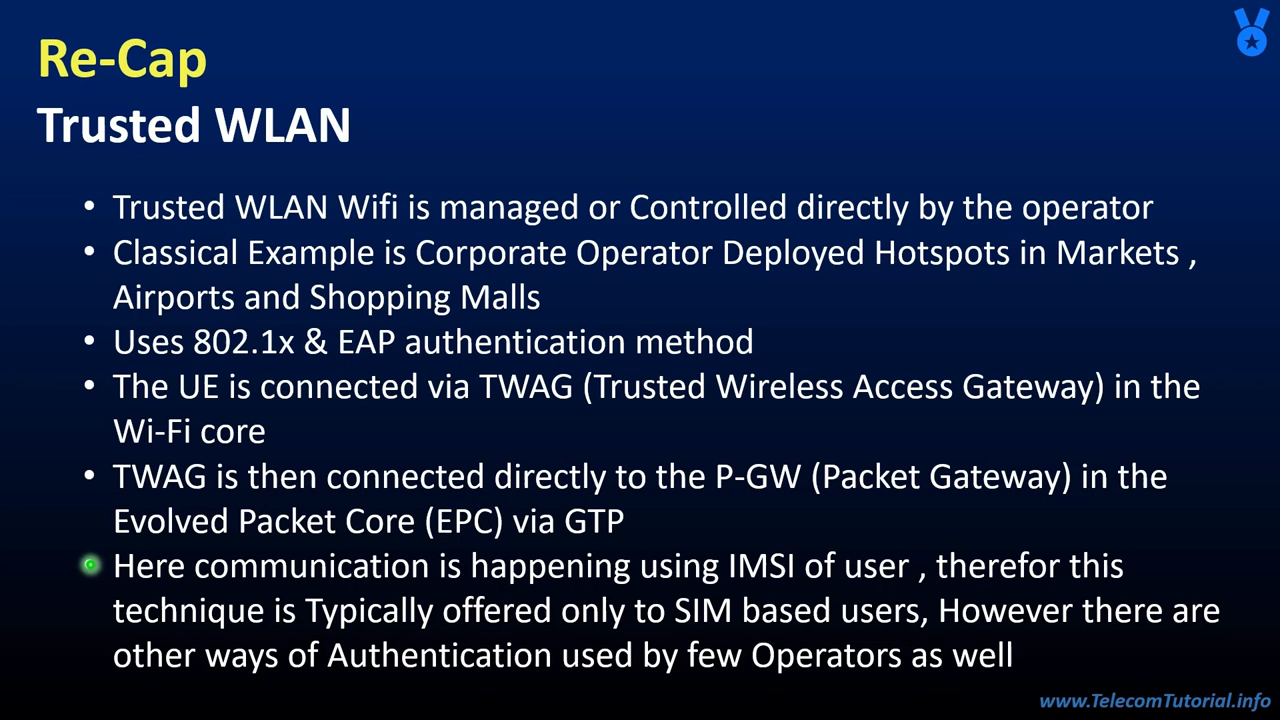 Re-Cap
Trusted WLAN
• Trusted WLAN Wifi is managed or Controlled directly by the operator
• Classical Example is Corporate Operator Deployed Hotspots in Markets ,
Airports and Shopping Malls
• Uses 802.1x & EAP authentication method
• The UE is connected via TWAG (Trusted Wireless Access Gateway) in the
Wi-Fi core
• TWAG is then connected directly to the P-GW (Packet Gateway) in the
Evolved Packet Core (EPC) via GTP
• Here communication is happening using IMSI of user , therefor this
technique is Typically offered only to SIM based users, However there are
other ways of Authentication used by few Operators as well
www.TelecomTutorial.info